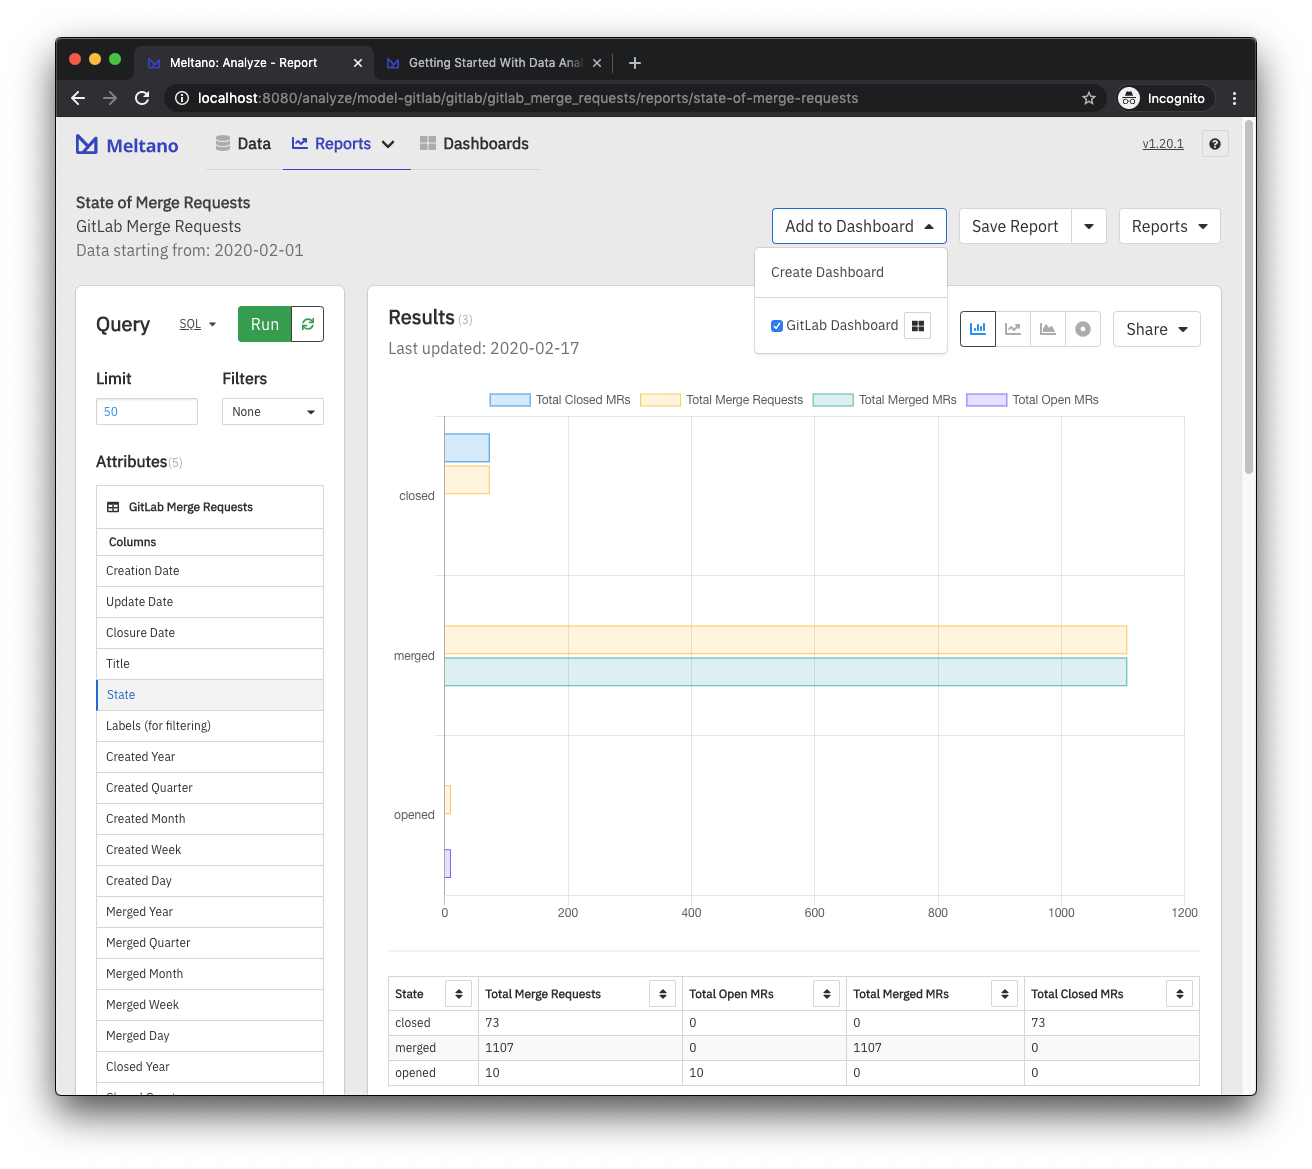 Meltano: Analyze - Report
Getting Started With Data Ana
localhost:8080/analyze/model-gitlab/gitlab/gitlab_merge_requests/reports/state-of-merge-requests
Incognito
Meltano
Data
Reports
Dashboards
v1.20.1
?
State of Merge Requests
GitLab Merge Requests
Data starting from: 2020-02-01
Add to Dashboard
Save Report
Reports
Create Dashboard
GitLab Dashboard
Query
SQL
Run
Limit
Filters
50
None
Attributes(5)
GitLab Merge Requests
Columns
Creation Date
Update Date
Closure Date
Title
State
Labels (for filtering)
Created Year
Created Quarter
Created Month
Created Week
Created Day
Merged Year
Merged Quarter
Merged Month
Merged Week
Merged Day
Closed Year
Results (3)
Last updated: 2020-02-17
Share
Total Closed MRs Total Merge Requests Total Merged MRs Total Open MRs
closed
merged
opened
0 200 400 600 800 1000 1200
State Total Merge Requests Total Open MRs Total Merged MRs Total Closed MRs
closed 73 0 0 73
merged 1107 0 1107 0
opened 10 10 0 0